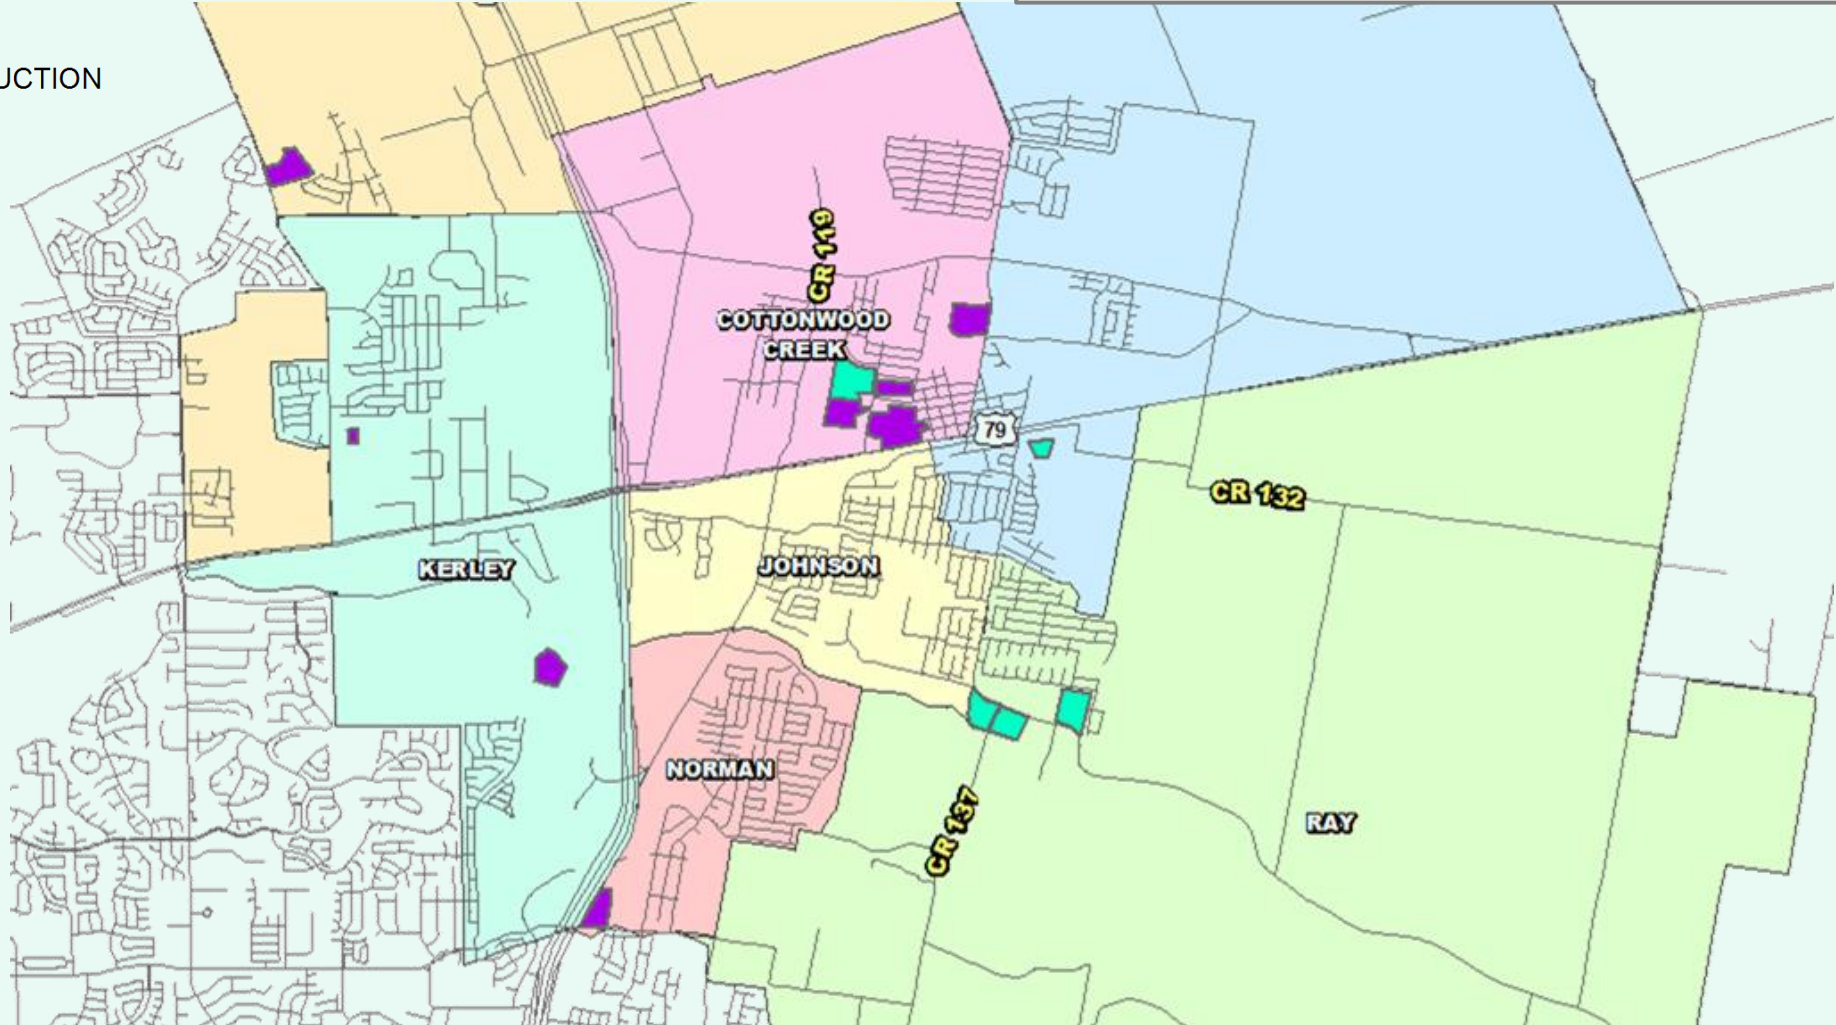 UCTION
CR 119
COTTONWOOD
CREEK
79
CR 132
KERLEY
JOHNSON
NORMAN
CR 137
RAY